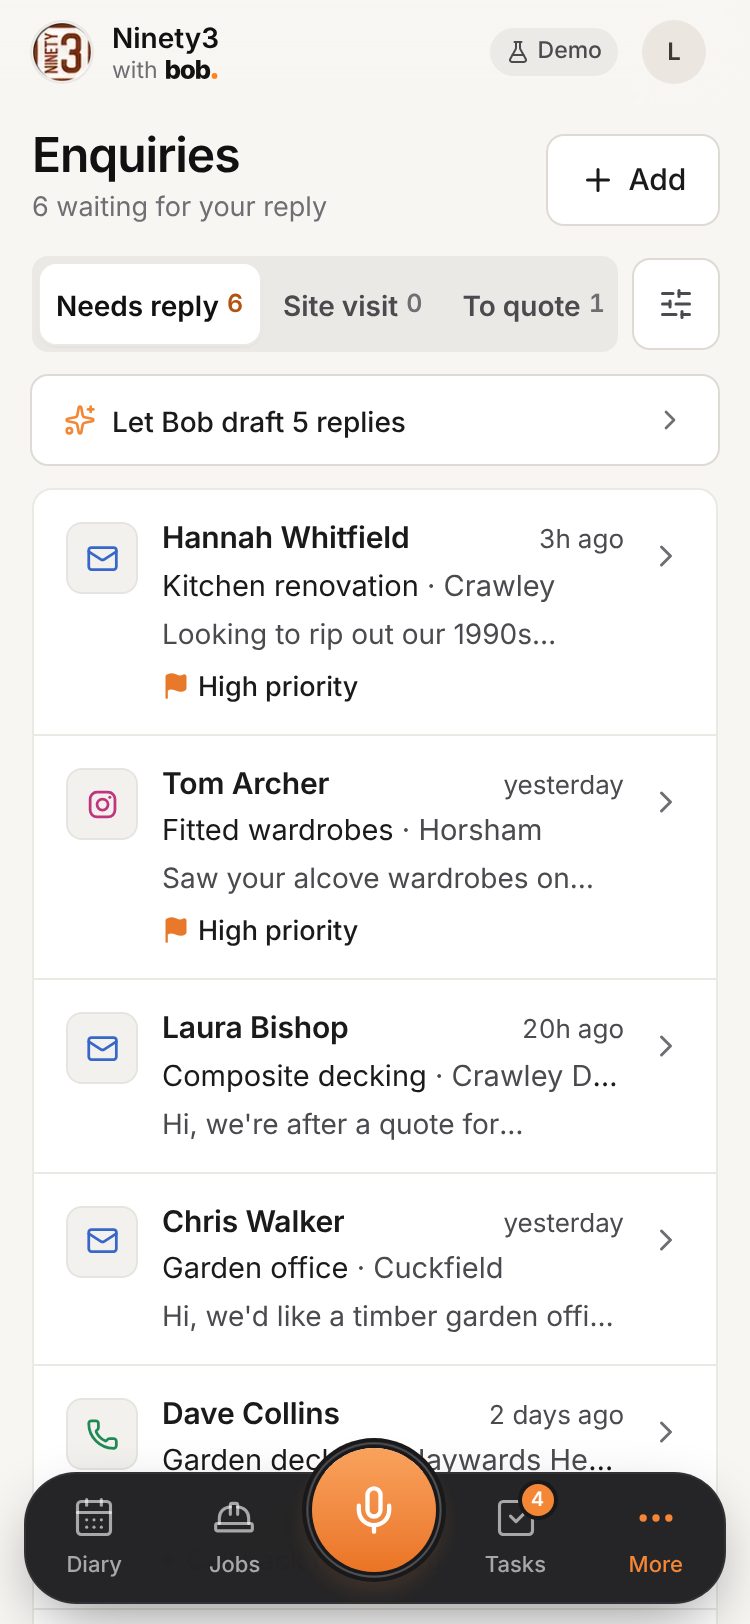 NINETY 3
Ninety3
with bob.
Demo
L
Enquiries
6 waiting for your reply
Add
Needs reply 6
Site visit 0
To quote 1
Let Bob draft 5 replies
Hannah Whitfield 3h ago
Kitchen renovation · Crawley
Looking to rip out our 1990s...
High priority
Tom Archer yesterday
Fitted wardrobes · Horsham
Saw your alcove wardrobes on...
High priority
Laura Bishop 20h ago
Composite decking · Crawley D...
Hi, we're after a quote for...
Chris Walker yesterday
Garden office · Cuckfield
Hi, we'd like a timber garden offi...
Dave Collins 2 days ago
Garden He...
4
Diary
Jobs
Tasks
More